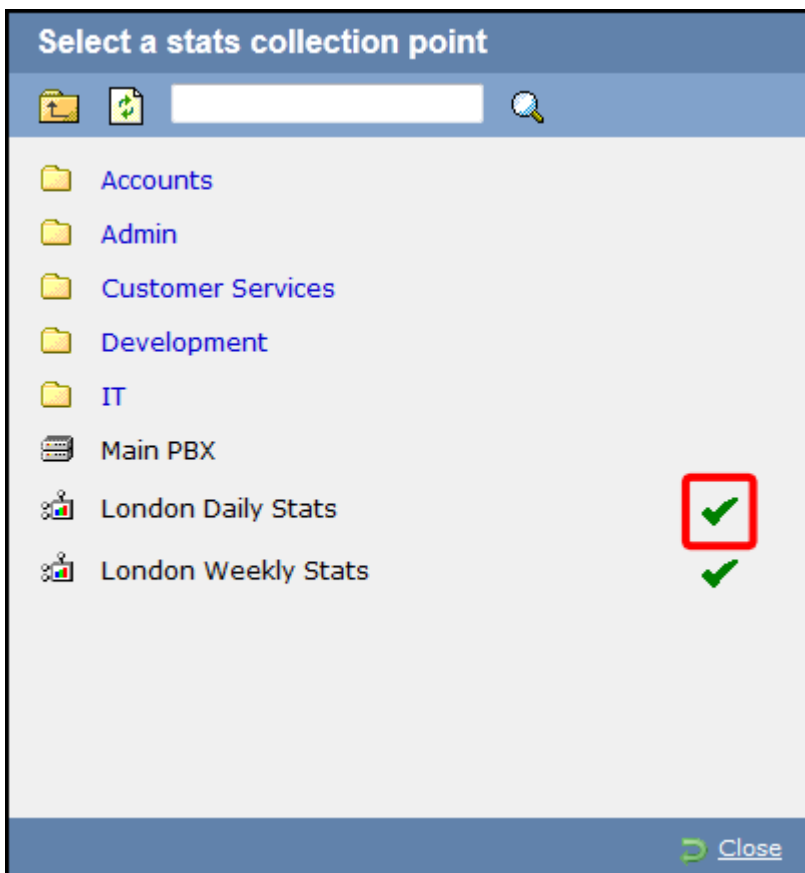 Select a stats collection point
Accounts
Admin
Customer Services
Development
IT
Main PBX
London Daily Stats
London Weekly Stats
Close